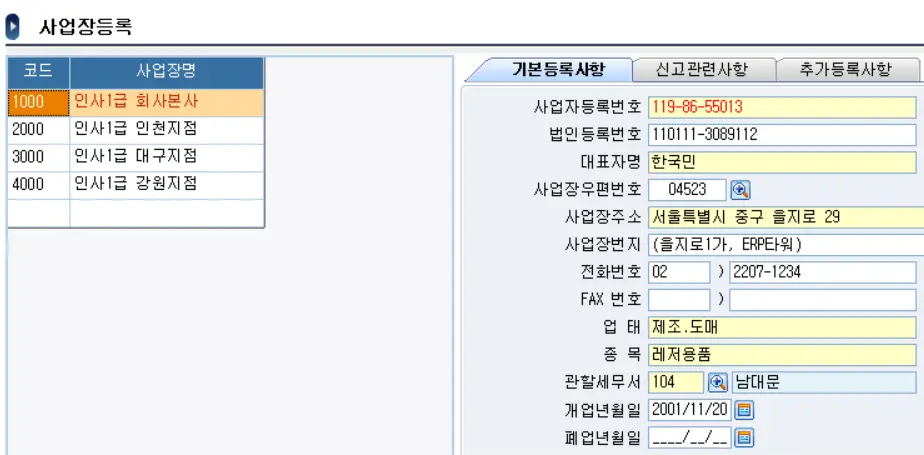 사업장등록
코드 사업장명
1000 인사1급 회사본사
2000 인사1급 인천지점
3000 인사1급 대구지점
4000 인사1급 강원지점
기본등록사항 신고관련사항 추가등록사항
사업자등록번호 119-86-55013
법인등록번호 110111-3089112
대표자명 한국민
사업장우편번호 04523
사업장주소 서울특별시 중구 을지로 29
사업장번지 (을지로1가, ERP타워)
전화번호 02 ) 2207-1234
FAX 번호 )
업 태 제조.도매
종 목 레저용품
관할세무서 104 남대문
개업년월일 2001/11/20
폐업년월일 ____/__/__